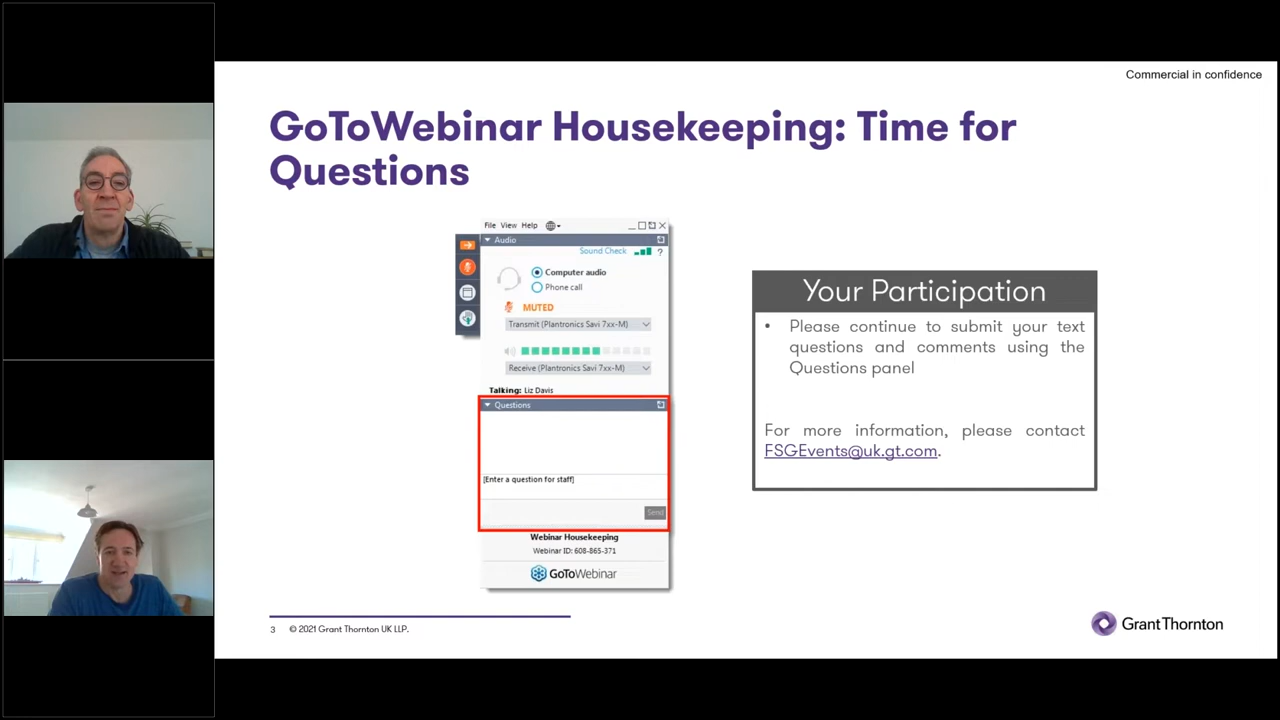 Commercial in confidence
GoToWebinar Housekeeping: Time for
Questions
File View Help
Audio
Sound Check
?
Computer audio
Phone call
MUTED
Transmit (Plantronics Savi 7xx-M)
Receive (Plantronics Savi 7xx-M)
Talking: Liz Davis
Questions
[Enter a question for staff]
Send
Webinar Housekeeping
Webinar ID: 608-865-371
GoToWebinar
Your Participation
• Please continue to submit your text
questions and comments using the
Questions panel
For more information, please contact
FSGEvents@uk.gt.com.
3 © 2021 Grant Thornton UK LLP.
Grant Thornton